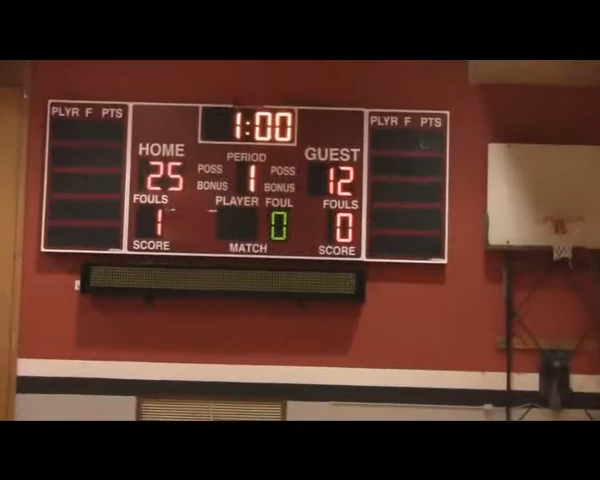 PLYR F PTS
1:00
PLYR F PTS
HOME
PERIOD
GUEST
25
POSS
1
POSS
12
BONUS
BONUS
FOULS
PLAYER FOUL
FOULS
1
0
0
SCORE
MATCH
SCORE